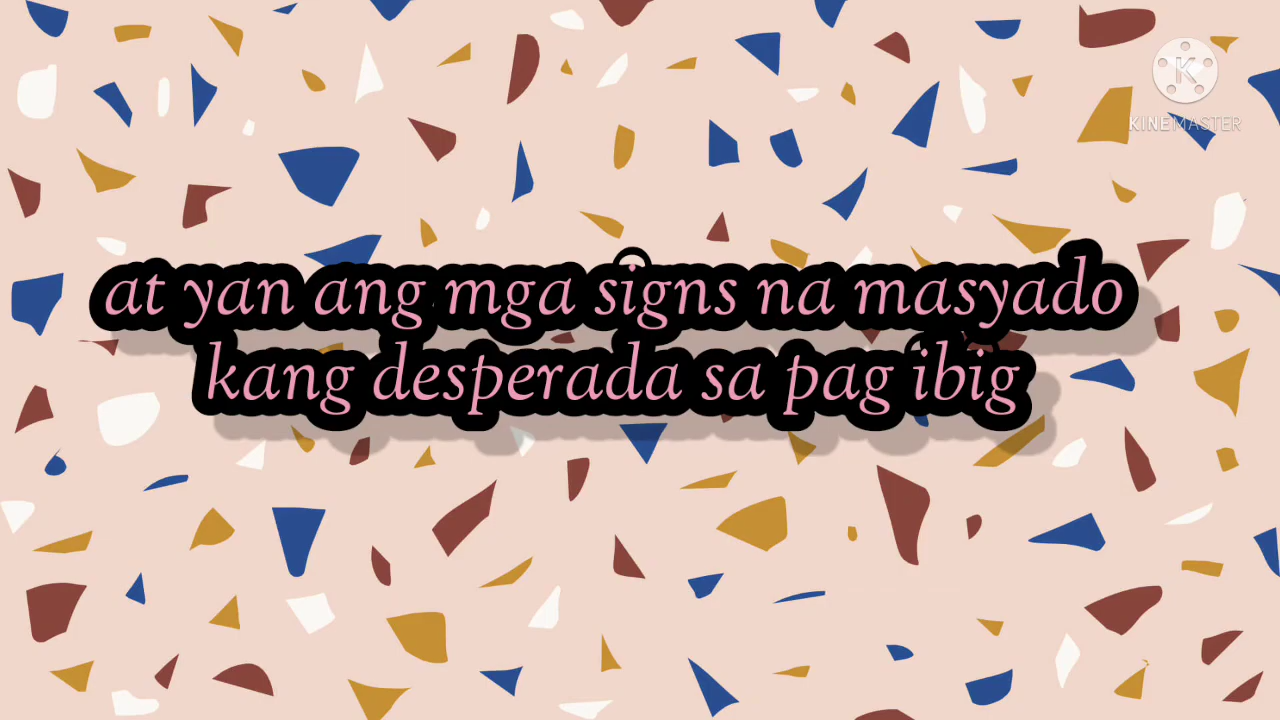 K
KINEMASTER
at yan ang mga signs na masyado
kang desperada sa pag ibig